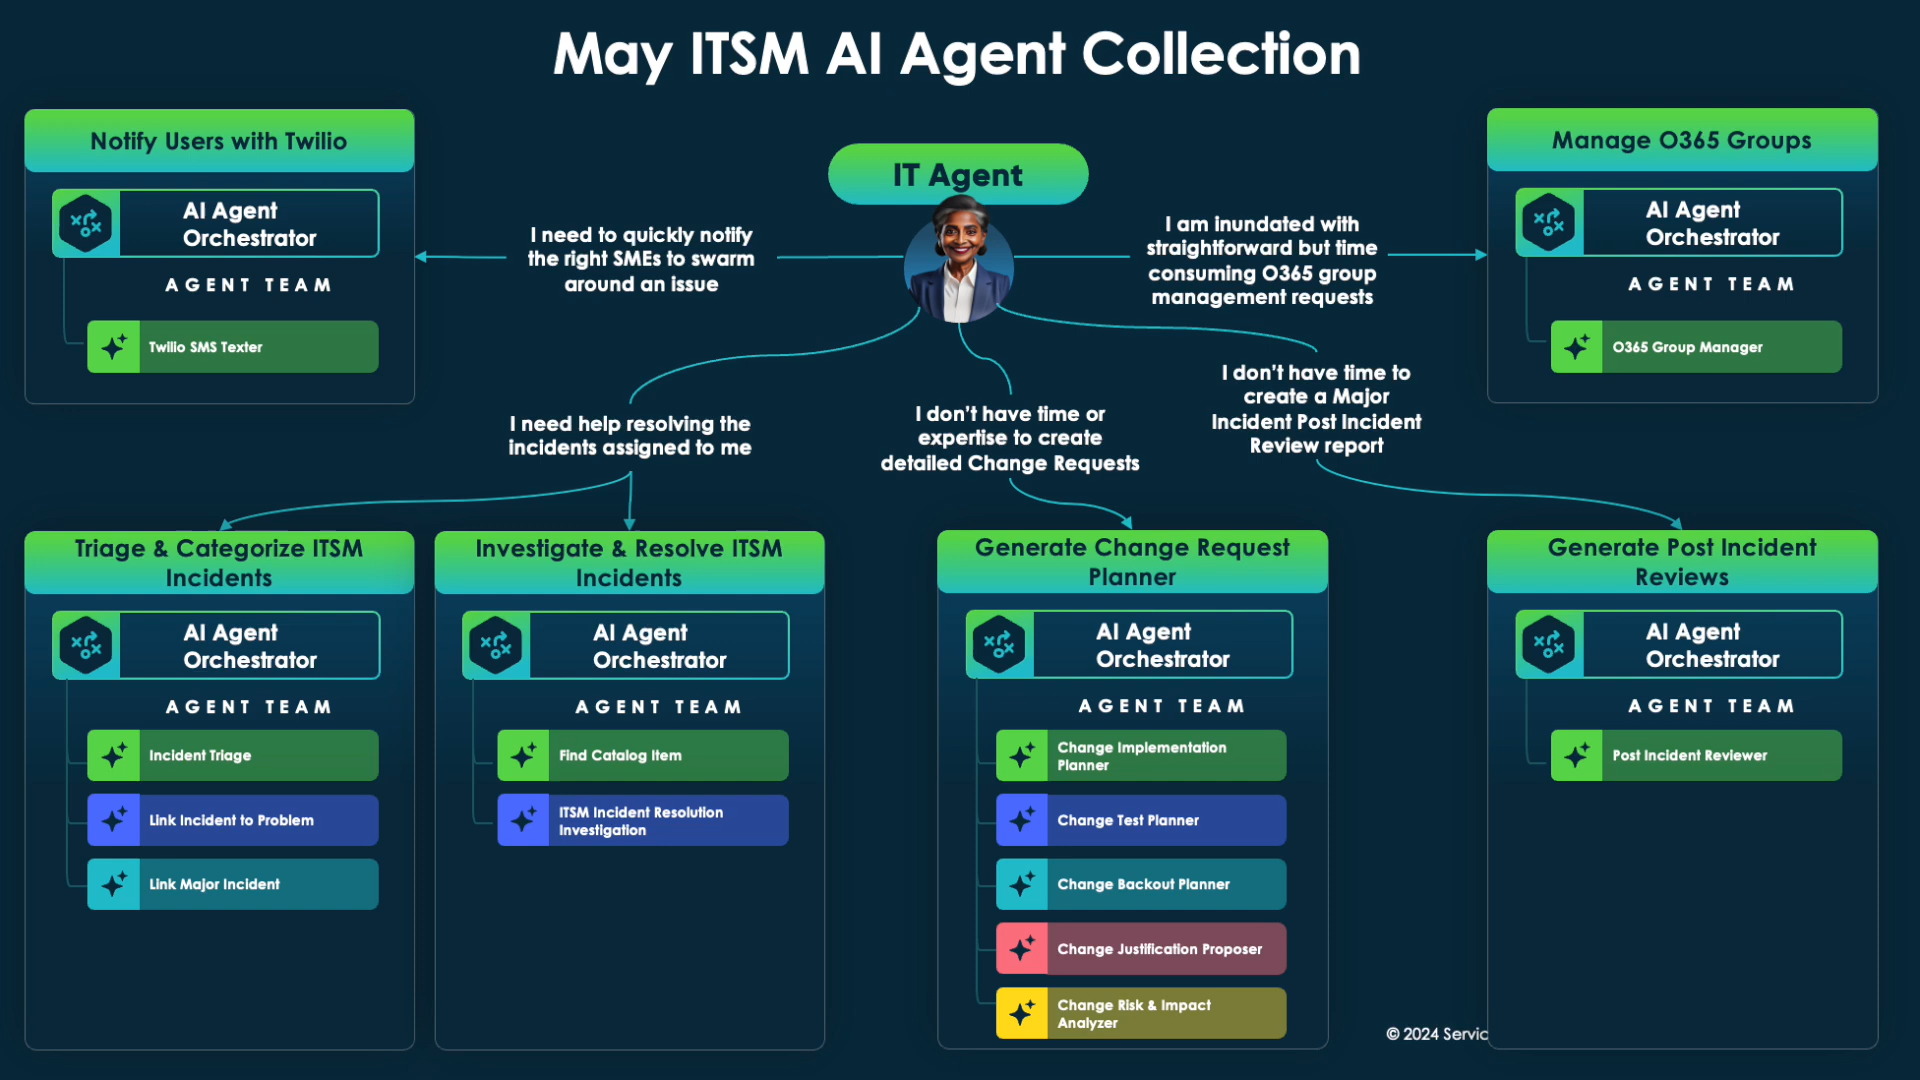 May ITSM AI Agent Collection
Notify Users with Twilio
AI Agent
Orchestrator
AGENT TEAM
Twilio SMS Texter
I need to quickly notify
the right SMEs to swarm
around an issue
IT Agent
I am inundated with
straightforward but time
consuming O365 group
management requests
Manage O365 Groups
AI Agent
Orchestrator
AGENT TEAM
O365 Group Manager
I need help resolving the
incidents assigned to me
I don't have time or
expertise to create
detailed Change Requests
I don't have time to
create a Major
Incident Post Incident
Review report
Triage & Categorize ITSM
Incidents
AI Agent
Orchestrator
AGENT TEAM
Incident Triage
Link Incident to Problem
Link Major Incident
Investigate & Resolve ITSM
Incidents
AI Agent
Orchestrator
AGENT TEAM
Find Catalog Item
ITSM Incident Resolution
Investigation
Generate Change Request
Planner
AI Agent
Orchestrator
AGENT TEAM
Change Implementation
Planner
Change Test Planner
Change Backout Planner
Change Justification Proposer
Change Risk & Impact
Analyzer
Generate Post Incident
Reviews
AI Agent
Orchestrator
AGENT TEAM
Post Incident Reviewer
© 2024 Servic